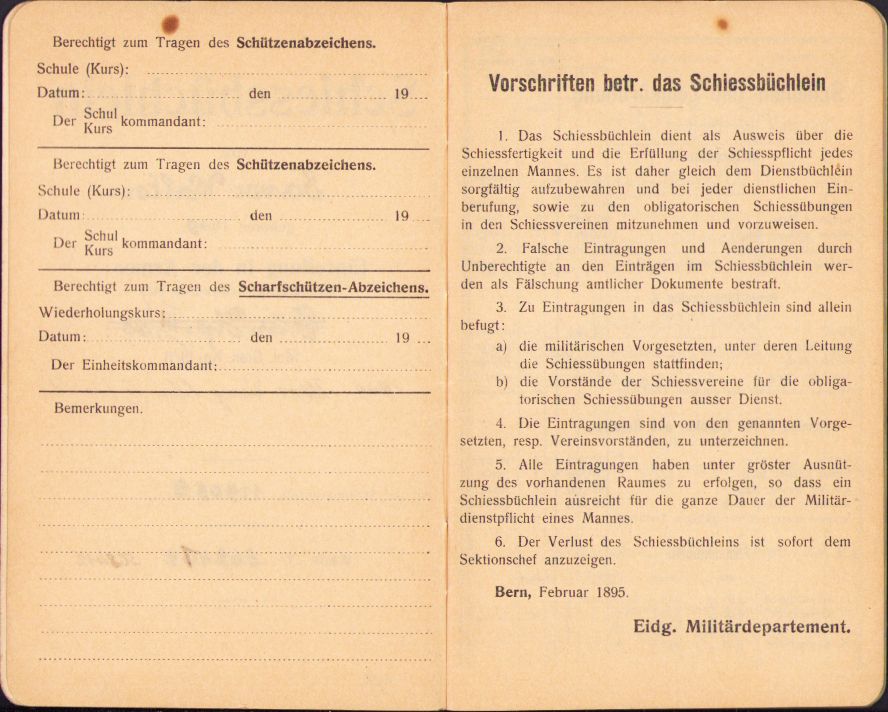 Berechtigt zum Tragen des Schützenabzeichens.
Schule (Kurs):
Datum: den 19
Der Schul Kurs kommandant:
Berechtigt zum Tragen des Schützenabzeichens.
Schule (Kurs):
Datum: den 19
Der Schul Kurs kommandant:
Berechtigt zum Tragen des Scharfschützen-Abzeichens.
Wiederholungskurs:
Datum: den 19
Der Einheitskommandant:
Bemerkungen.
Vorschriften betr. das Schiessbüchlein
1. Das Schiessbüchlein dient als Ausweis über die
Schiessfertigkeit und die Erfüllung der Schiesspflicht jedes
einzelnen Mannes. Es ist daher gleich dem Dienstbüchlein
sorgfältig aufzubewahren und bei jeder dienstlichen Ein-
berufung, sowie zu den obligatorischen Schiessübungen
in den Schiessvereinen mitzunehmen und vorzuweisen.
2. Falsche Eintragungen und Aenderungen durch
Unberechtigte an den Einträgen im Schiessbüchlein wer-
den als Fälschung amtlicher Dokumente bestraft.
3. Zu Eintragungen in das Schiessbüchlein sind allein
befugt:
a) die militärischen Vorgesetzten, unter deren Leitung
die Schiessübungen stattfinden;
b) die Vorstände der Schiessvereine für die obliga-
torischen Schiessübungen ausser Dienst.
4. Die Eintragungen sind von den genannten Vorge-
setzten, resp. Vereinsvorständen, zu unterzeichnen.
5. Alle Eintragungen haben unter gröster Ausnüt-
zung des vorhandenen Raumes zu erfolgen, so dass ein
Schiessbüchlein ausreicht für die ganze Dauer der Militär-
dienstpflicht eines Mannes.
6. Der Verlust des Schiessbüchleins ist sofort dem
Sektionschef anzuzeigen.
Bern, Februar 1895.
Eidg. Militärdepartement.